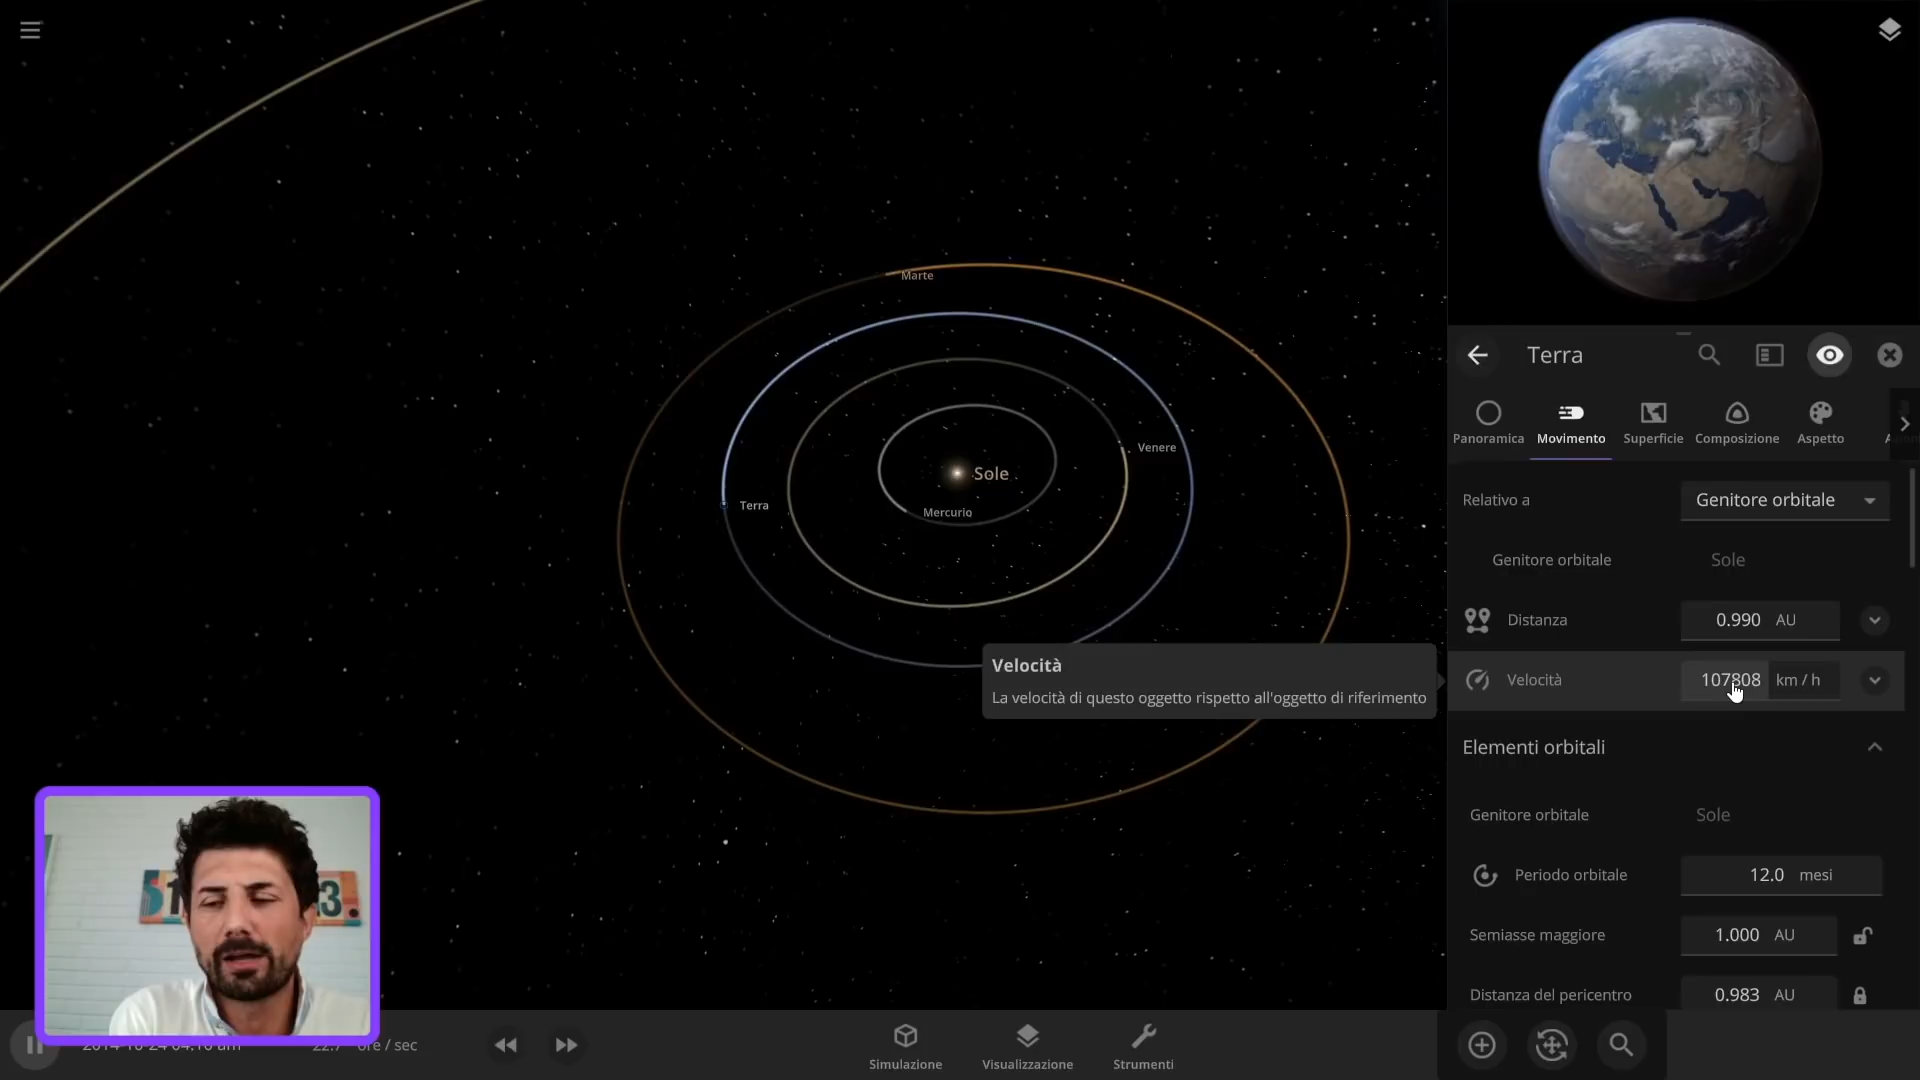 Marte
Venere
Sole
Terra
Mercurio
Velocità
La velocità di questo oggetto rispetto all'oggetto di riferimento
Terra
Panoramica
Movimento
Superficie
Composizione
Aspetto
Relativo a
Genitore orbitale
Genitore orbitale
Sole
Distanza
0.990 AU
Velocità
107808 km / h
Elementi orbitali
Genitore orbitale
Sole
Periodo orbitale
12.0 mesi
Semiasse maggiore
1.000 AU
Distanza del pericentro
0.983 AU
/ sec
Simulazione
Visualizzazione
Strumenti